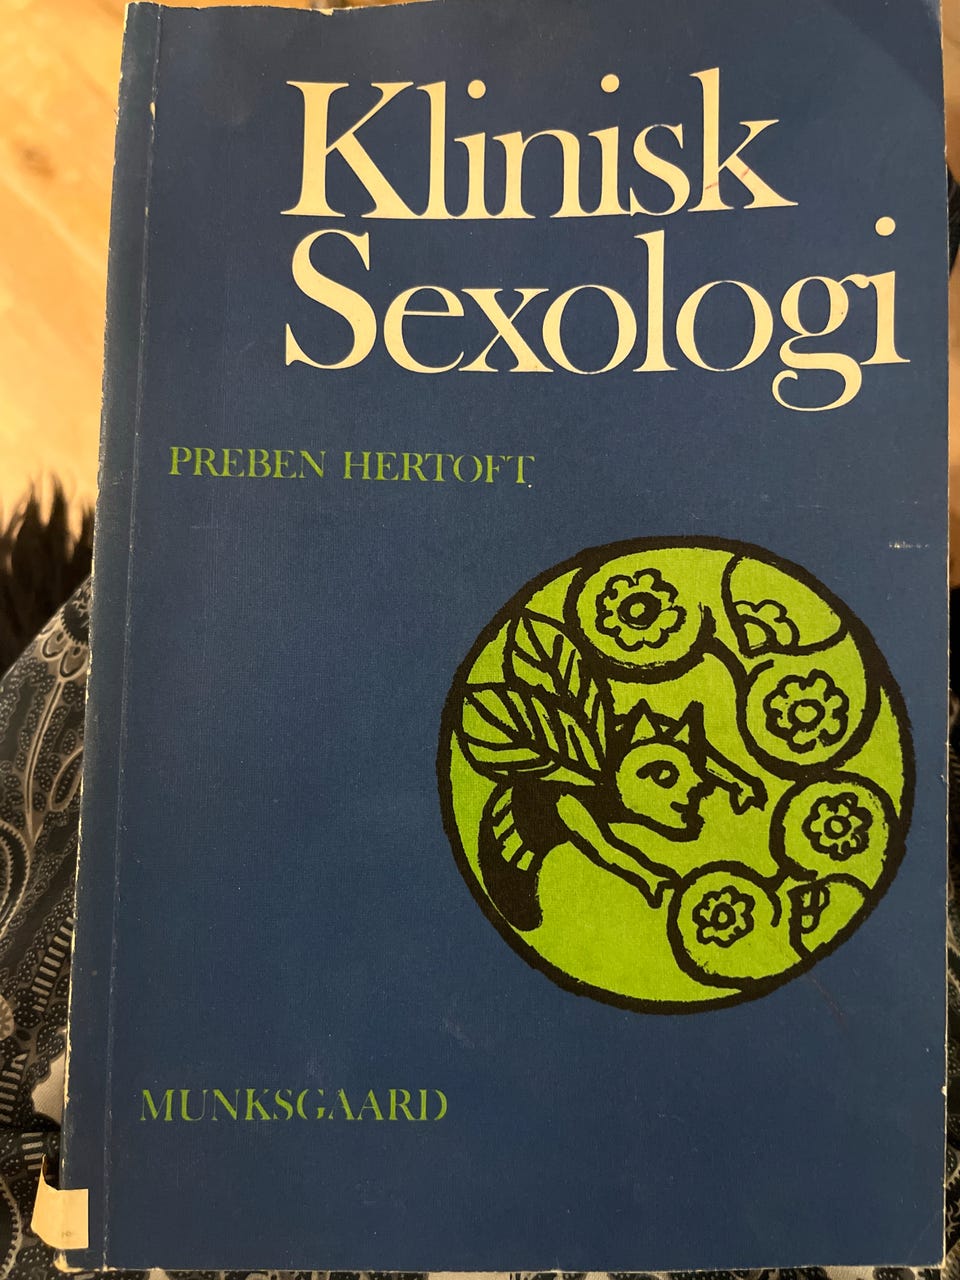 Klinisk
Sexologi
PREBEN HERTOFT
MUNKSGAARD